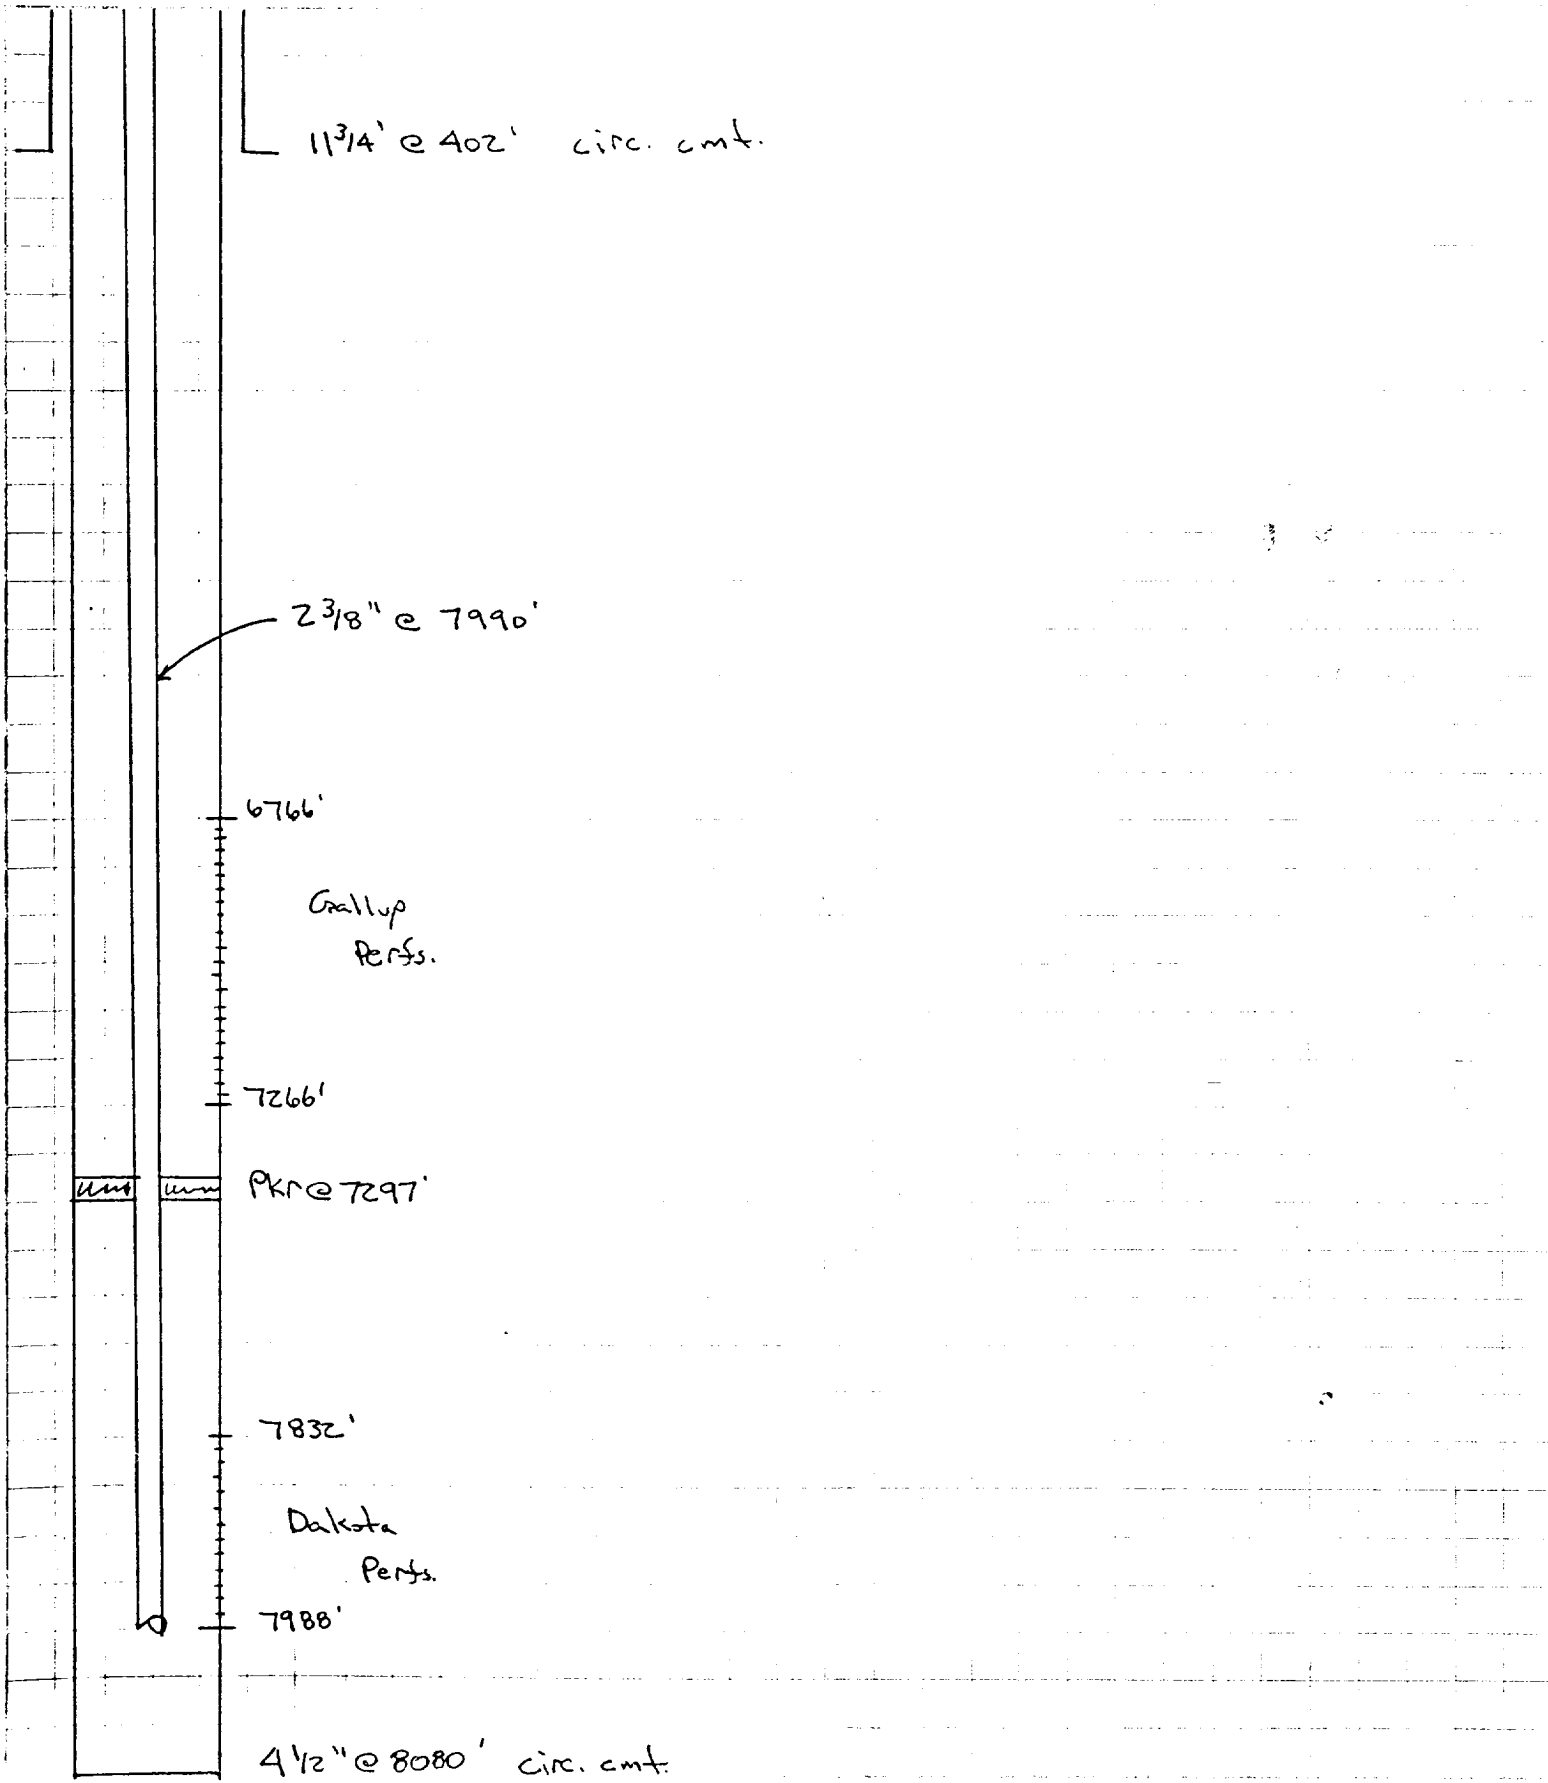 11 3/4' @ 402' circ. cmt.
2 3/8" @ 7990'
6766'
Gallup
Perfs.
7266'
Pkr @ 7297'
7832'
Dakota
Perfs.
7988'
4 1/2" @ 8080' circ. cmt.